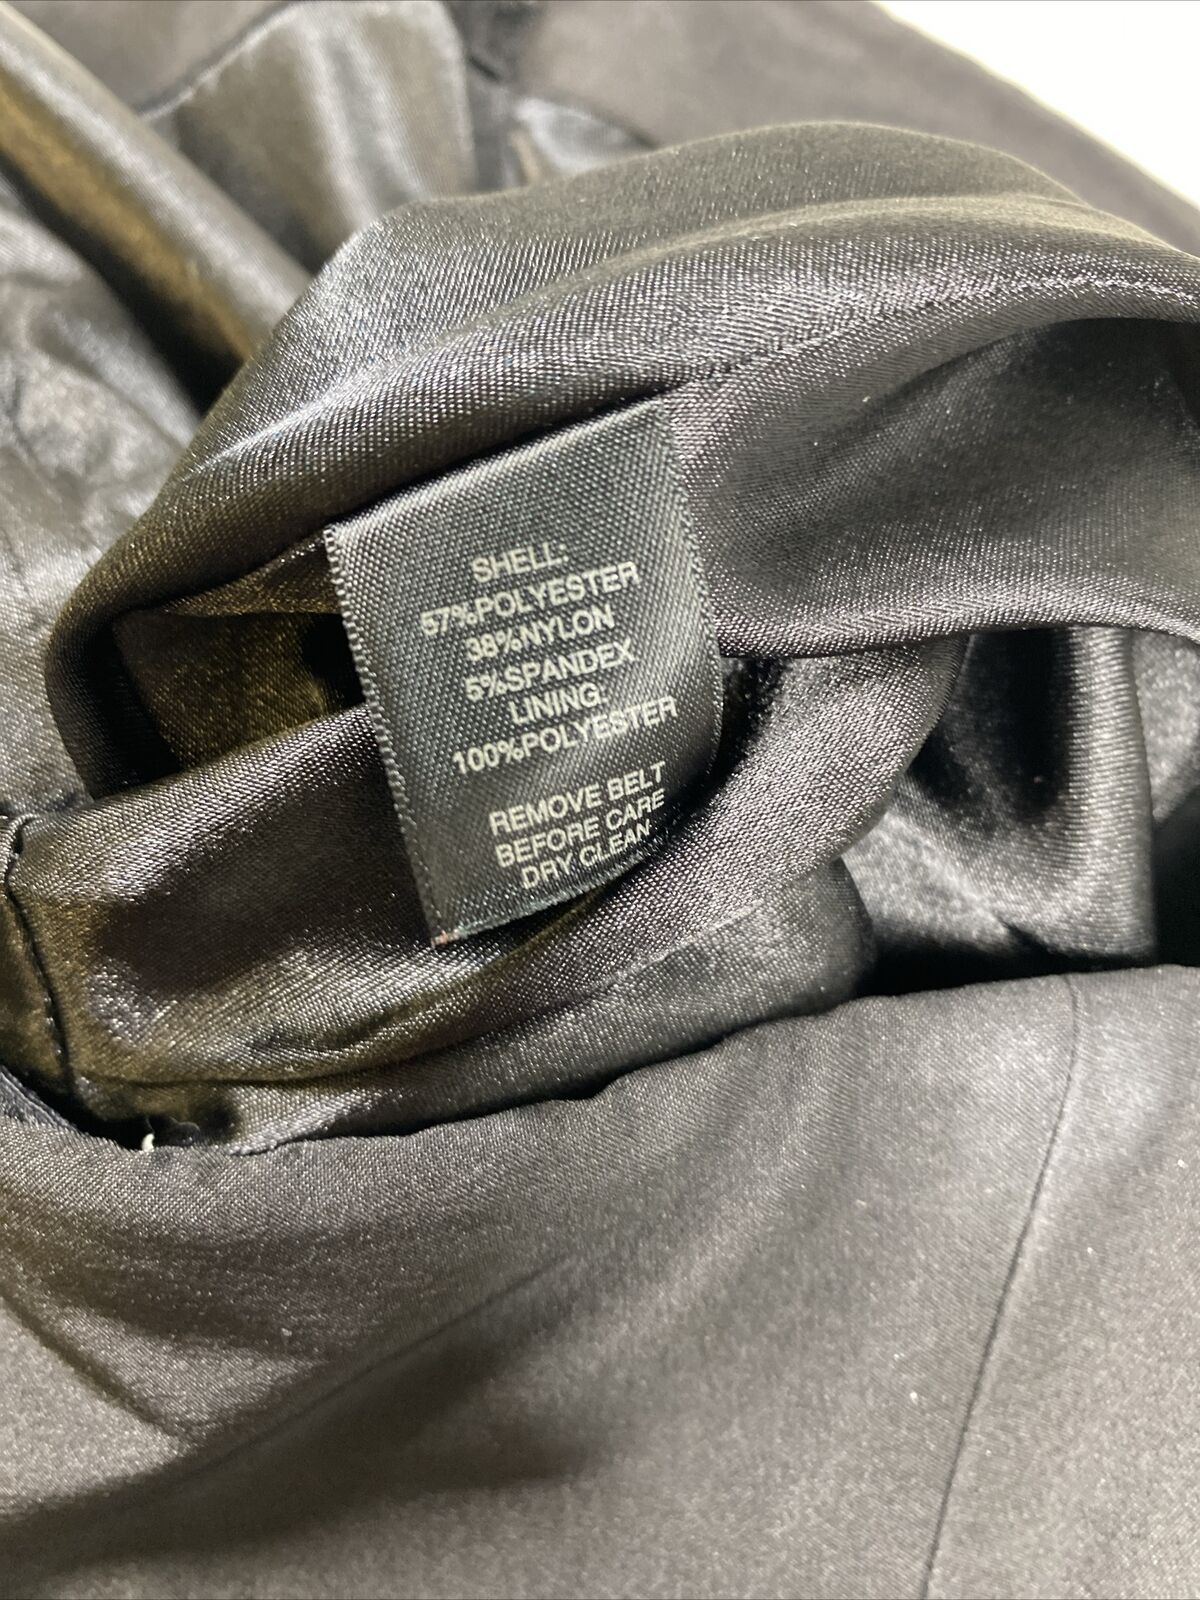 SHELL:
57%POLYESTER
38%NYLON
5%SPANDEX
LINING:
100%POLYESTER
REMOVE BELT
BEFORE CARE
DRY CLEAN